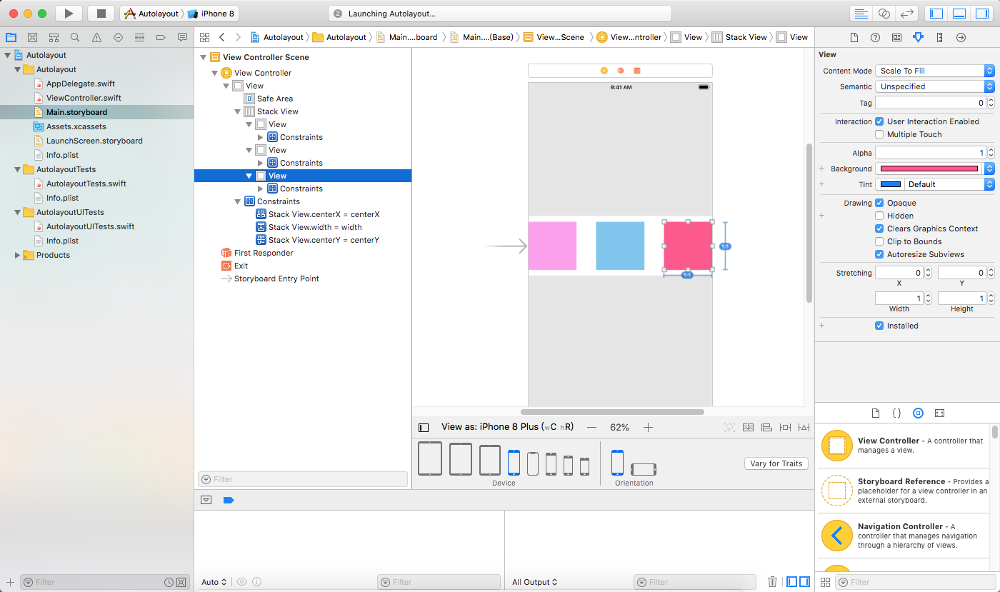 Autolayout
iPhone 8
2 Launching Autolayout...
Autolayout
Autolayout
Main....board
Main....(Base)
View...Scene
View...ntroller
View
Stack View
View
Autolayout
Autolayout
AppDelegate.swift
ViewController.swift
Main.storyboard
Assets.xcassets
LaunchScreen.storyboard
Info.plist
AutolayoutTests
AutolayoutTests.swift
Info.plist
AutolayoutUITests
AutolayoutUITests.swift
Info.plist
Products
Filter
View Controller Scene
View Controller
View
Safe Area
Stack View
View
Constraints
View
Constraints
View
Constraints
Constraints
Stack View.centerX = centerX
Stack View.width = width
Stack View.centerY = centerY
First Responder
Exit
Storyboard Entry Point
Filter
9:41 AM
1:1
1:1
View as: iPhone 8 Plus (wC hR)
62%
Device
Orientation
Vary for Traits
Auto
Filter
All Output
Filter
View
Content Mode Scale To Fill
Semantic Unspecified
Tag 0
Interaction User Interaction Enabled
Multiple Touch
Alpha 1
Background
Tint Default
Drawing Opaque
Hidden
Clears Graphics Context
Clip to Bounds
Autoresize Subviews
Stretching 0 0
X Y
1 1
Width Height
Installed
{}
View Controller - A controller that
manages a view.
Storyboard Reference - Provides a
placeholder for a view controller in an
external storyboard.
Navigation Controller - A
controller that manages navigation
through a hierarchy of views.
Filter